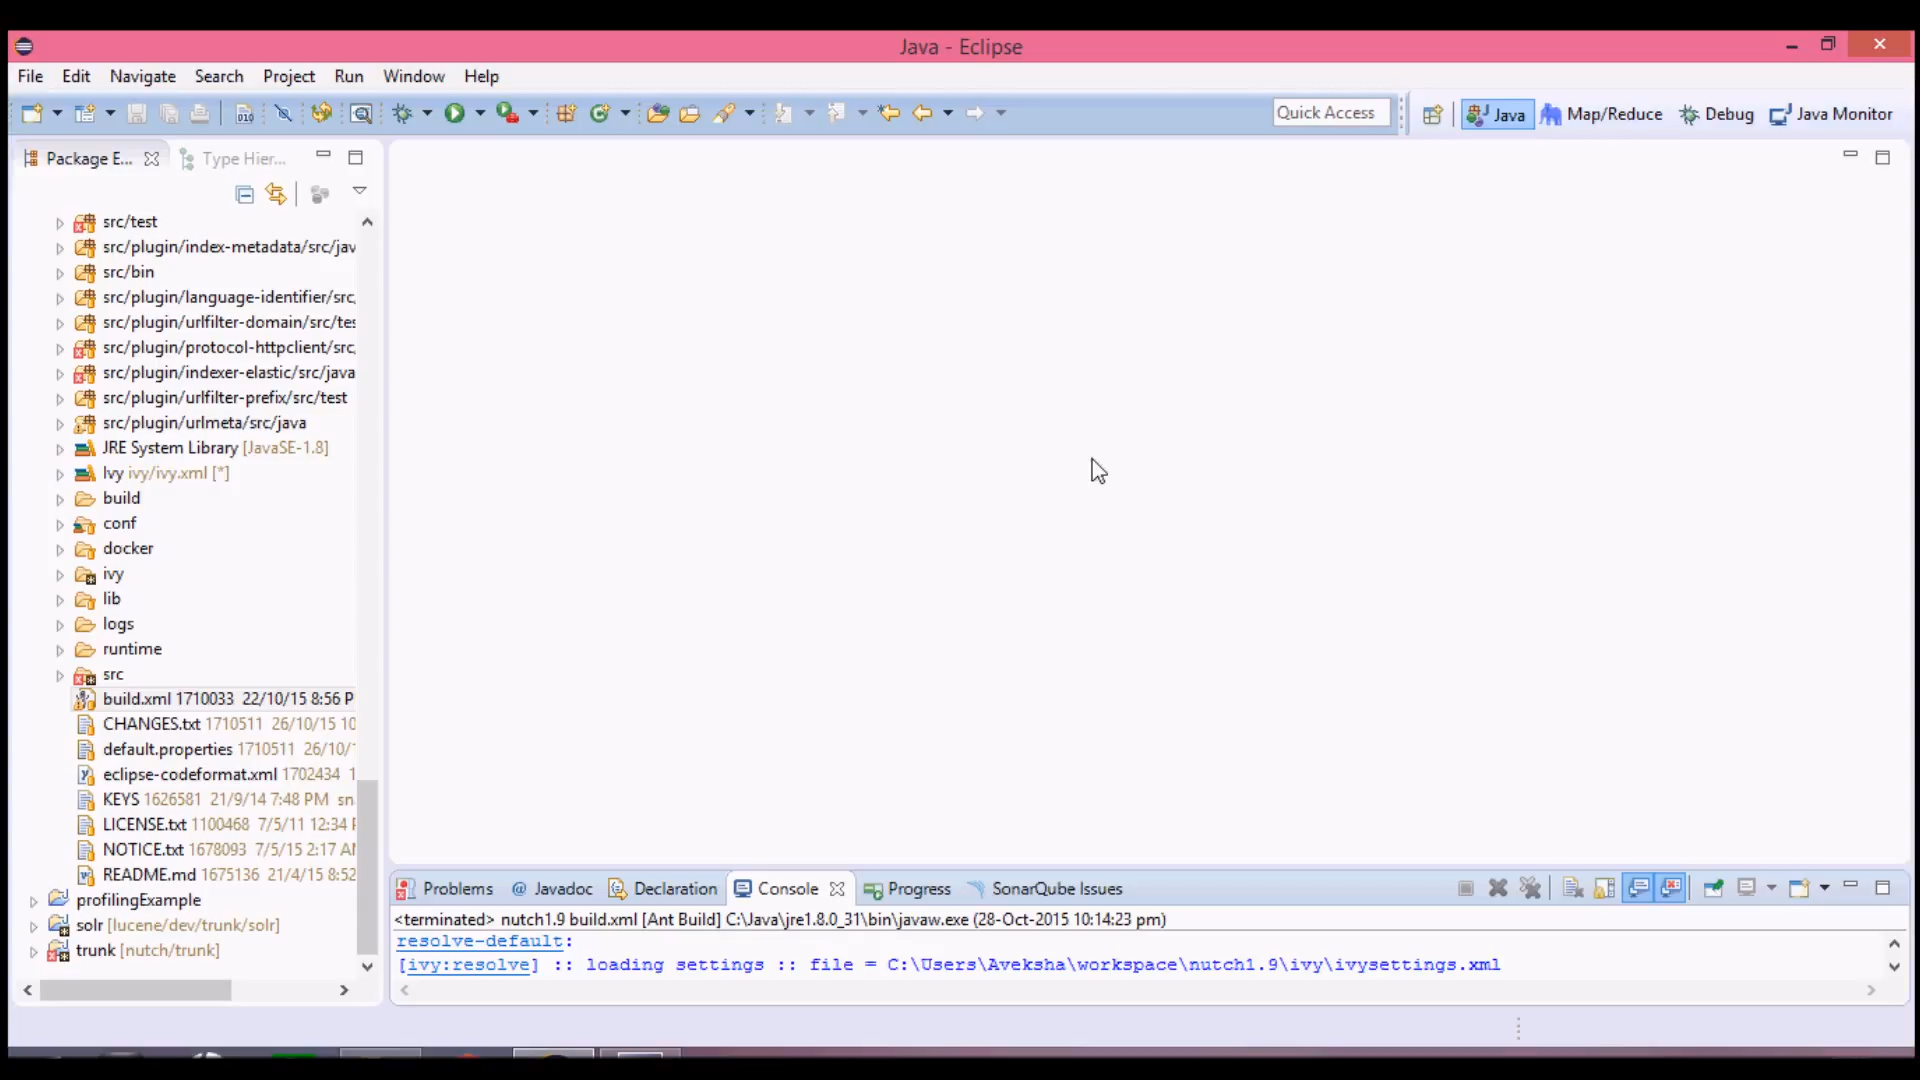 Java - Eclipse
File Edit Navigate Search Project Run Window Help
Quick Access Java Map/Reduce Debug Java Monitor
Package E... Type Hier...
src/test
src/plugin/index-metadata/src/jav
src/bin
src/plugin/language-identifier/src,
src/plugin/urlfilter-domain/src/tes
src/plugin/protocol-httpclient/src,
src/plugin/indexer-elastic/src/java
src/plugin/urlfilter-prefix/src/test
src/plugin/urlmeta/src/java
JRE System Library [JavaSE-1.8]
Ivy ivy/ivy.xml [*]
build
conf
docker
ivy
lib
logs
runtime
src
build.xml 1710033 22/10/15 8:56 P
CHANGES.txt 1710511 26/10/15 10
default.properties 1710511 26/10/1
eclipse-codeformat.xml 1702434 1
KEYS 1626581 21/9/14 7:48 PM sn
LICENSE.txt 1100468 7/5/11 12:34 P
NOTICE.txt 1678093 7/5/15 2:17 AM
README.md 1675136 21/4/15 8:52
profilingExample
solr [lucene/dev/trunk/solr]
trunk [nutch/trunk]
Problems @ Javadoc Declaration Console Progress SonarQube Issues
<terminated> nutch1.9 build.xml [Ant Build] C:\Java\jre1.8.0_31\bin\javaw.exe (28-Oct-2015 10:14:23 pm)
resolve-default:
[ivy:resolve] :: loading settings :: file = C:\Users\Aveksha\workspace\nutch1.9\ivy\ivysettings.xml